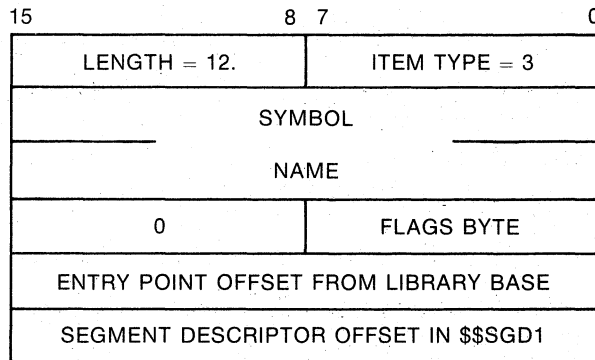 15 8 7 0
LENGTH = 12. ITEM TYPE = 3
SYMBOL
NAME
0 FLAGS BYTE
ENTRY POINT OFFSET FROM LIBRARY BASE
SEGMENT DESCRIPTOR OFFSET IN $$SGD1